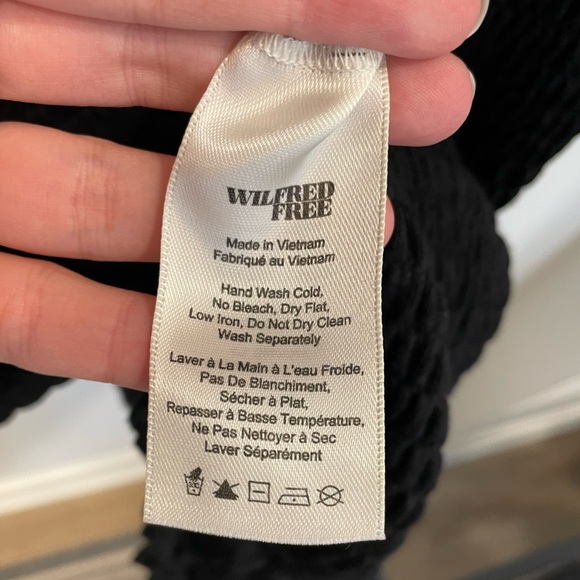 WILFRED
FREE
Made in Vietnam
Fabriqué au Vietnam
Hand Wash Cold,
No Bleach, Dry Flat,
Low Iron, Do Not Dry Clean
Wash Separately
Laver à La Main à L'eau Froide,
Pas De Blanchiment,
Sécher à Plat,
Repasser à Basse Température,
Ne Pas Nettoyer à Sec
Laver Séparément